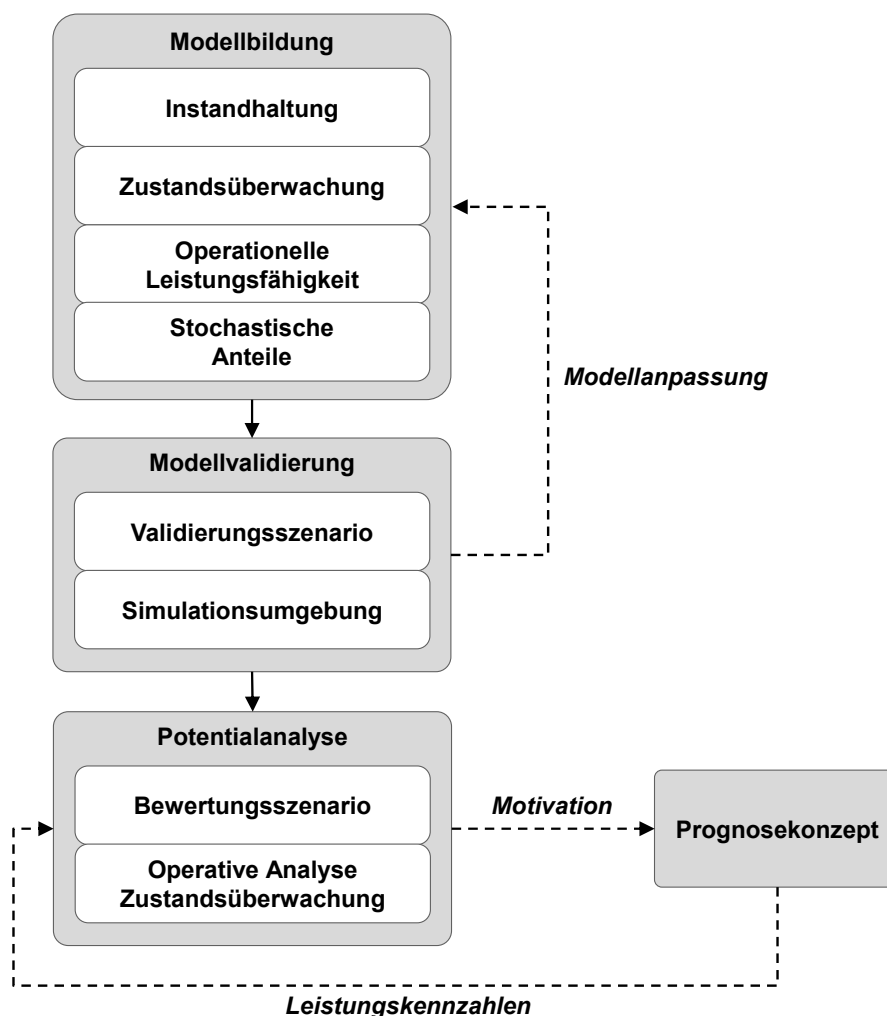 Modellbildung
Instandhaltung
Zustandsüberwachung
Operationelle
Leistungsfähigkeit
Stochastische
Anteile
Modellanpassung
Modellvalidierung
Validierungsszenario
Simulationsumgebung
Potentialanalyse
Bewertungsszenario
Operative Analyse
Zustandsüberwachung
Motivation
Prognosekonzept
Leistungskennzahlen